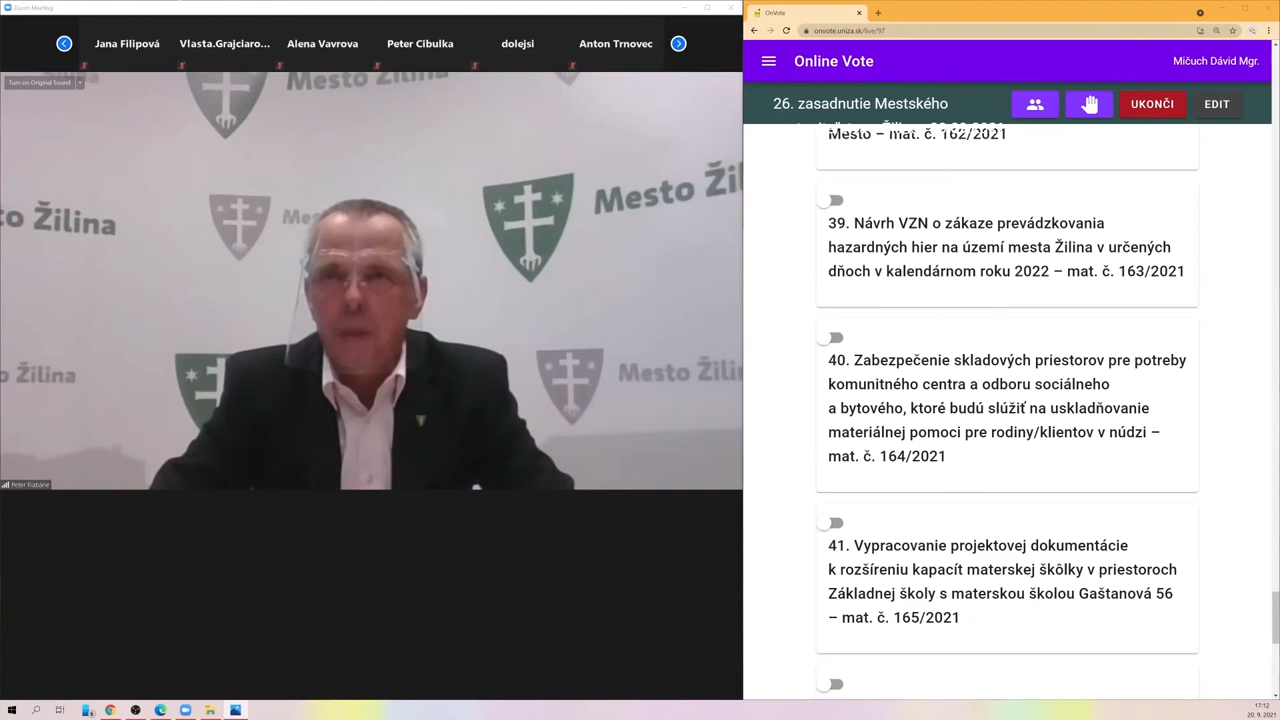 Zoom Meeting
Jana Filipová
Vlasta.Grajciaro...
Alena Vavrova
Peter Cibulka
dolejsi
Anton Trnovec
Turn on Original Sound
Mesto Žilina
Mesto Žil
o Žilina
Mes
to Žilina
Mesto Žilin
Peter Fiabáne
OnVote
onvote.uniza.sk/live/97
Online Vote
Mičuch Dávid Mgr.
26. zasadnutie Mestského
UKONČI
EDIT
Mesto – mat. č. 162/2021
39. Návrh VZN o zákaze prevádzkovania
hazardných hier na území mesta Žilina v určených
dňoch v kalendárnom roku 2022 – mat. č. 163/2021
40. Zabezpečenie skladových priestorov pre potreby
komunitného centra a odboru sociálneho
a bytového, ktoré budú slúžiť na uskladňovanie
materiálnej pomoci pre rodiny/klientov v núdzi –
mat. č. 164/2021
41. Vypracovanie projektovej dokumentácie
k rozšíreniu kapacít materskej škôlky v priestoroch
Základnej školy s materskou školou Gaštanová 56
– mat. č. 165/2021
17:12
20. 9. 2021